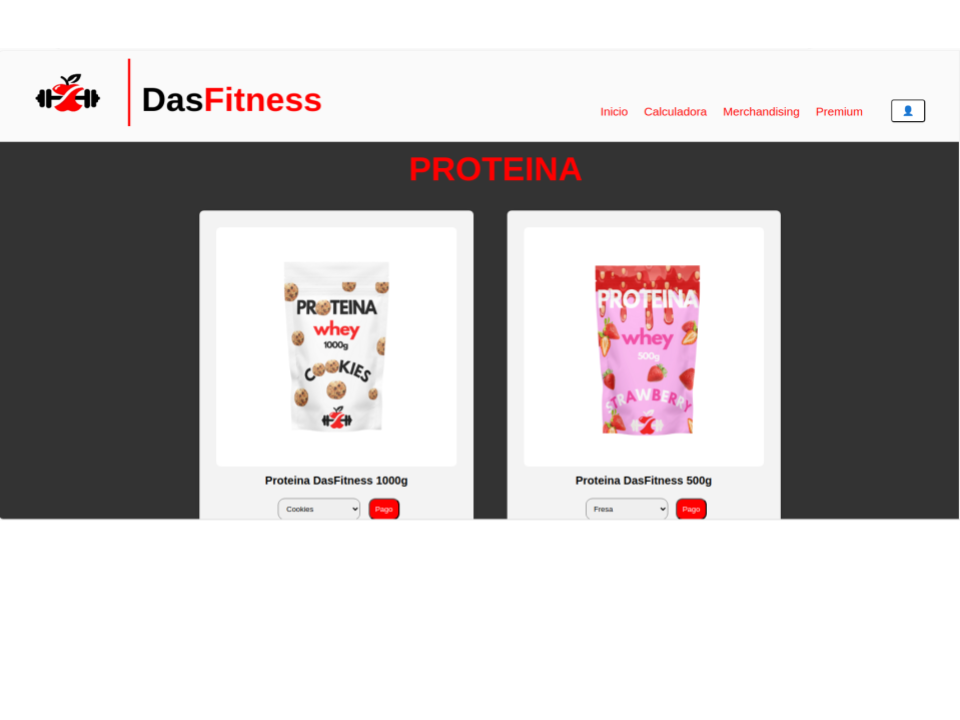 DasFitness
Inicio Calculadora Merchandising Premium
PROTEINA
PROTEINA
whey
1000g
COOKIES
PROTEINA
whey
500g
STRAWBERRY
Proteina DasFitness 1000g
Proteina DasFitness 500g
Cookies
Pago
Fresa
Pago